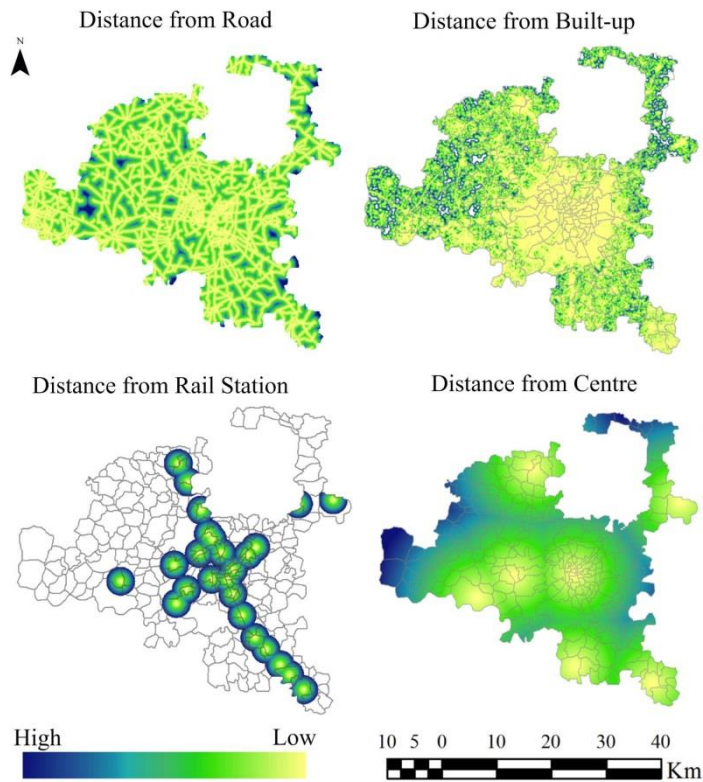 Distance from Road
Distance from Built-up
N
Distance from Rail Station
Distance from Centre
High
Low
10 5 0 10 20 30 40
Km